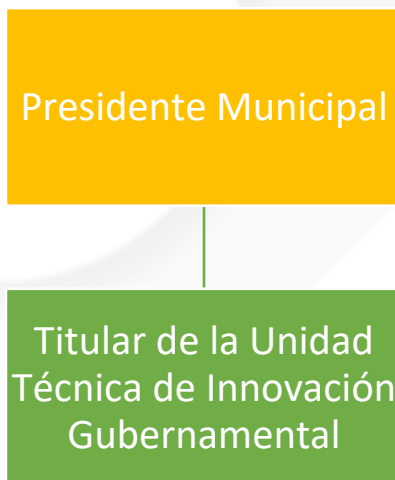 Presidente Municipal
Titular de la Unidad
Técnica de Innovación
Gubernamental